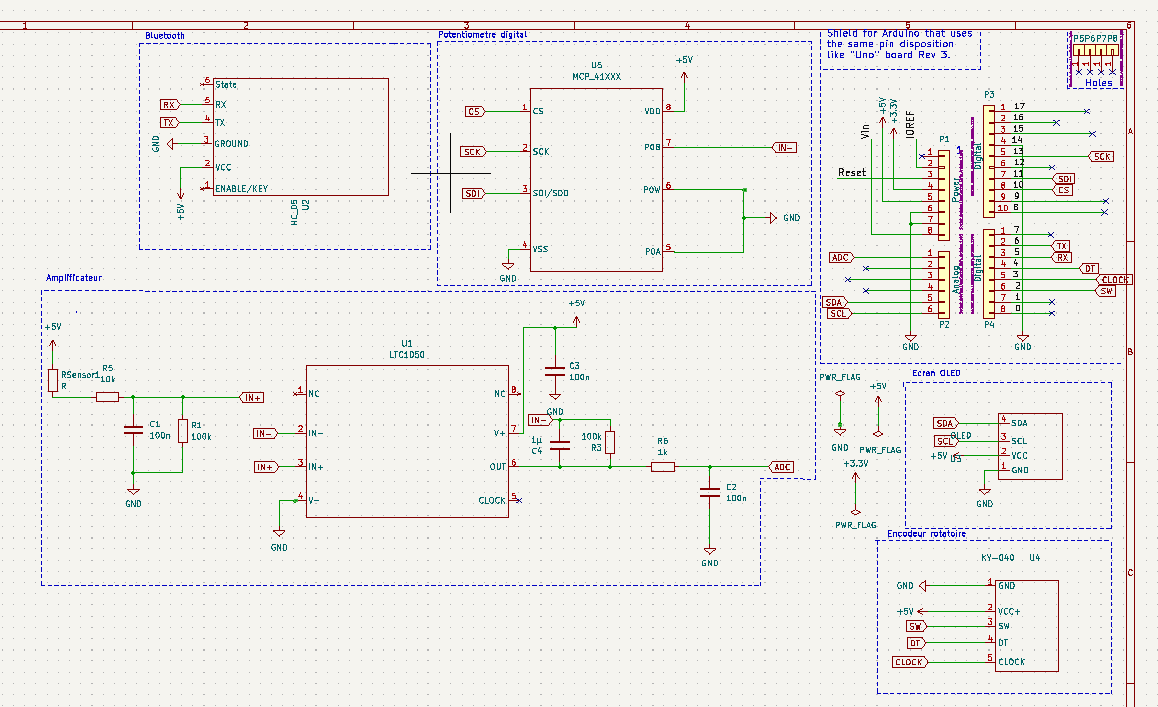 1
2
3
4
5
6
Bluetooth
6 State
RX 5 RX
TX 4 TX
GND 3 GROUND
2 VCC
+5V
1 ENABLE/KEY
HC_05
U2
Potentiometre digital
U5
MCP_41XXX
+5V
CS 1 CS
VDD 8
SCK 2 SCK
POB 7 IN-
SDI 3 SDI/SDO
POW 6
GND
4 VSS
POA 5
GND
Shield for Arduino that uses
the same pin disposition
like "Uno" board Rev 3.
P5 P6 P7 P8
1 1 1 1
Holes
Vin
+5V
+3.3V
IOREF
Reset
P1
Power
1
2
3
4
5
6
7
8
P3
Digital
1 17
2 16
3 15
4 14
5 13 SCK
6 12
7 11 SDI
8 10 CS
9 9
10 8
ADC 1
2
3
4
SDA 5
SCL 6
Analog
P2
GND
Digital
1 7
2 6 TX
3 5 RX
4 4 DT
5 3 CLOCK
6 2 SW
7 1
8 0
P4
GND
A
B
C
Amplificateur
+5V
RSensor1
R
R5
10k
IN+
C1
100n
R1
100k
GND
U1
LTC1050
1 NC
IN- 2 IN-
IN+ 3 IN+
4 V-
GND
NC 8
V+ 7
OUT 6
CLOCK 5
+5V
C3
100n
GND
IN-
1µ
C4
100k
R3
R6
1k
ADC
C2
100n
GND
PWR_FLAG
GND
+5V
PWR_FLAG
+3.3V
PWR_FLAG
Ecran OLED
SDA 4 SDA
SCL 3 SCL
OLED
+5V 2 VCC
U3
1 GND
GND
Encodeur rotatoire
KY-040 U4
GND 1 GND
+5V 2 VCC+
SW 3 SW
DT 4 DT
CLOCK 5 CLOCK